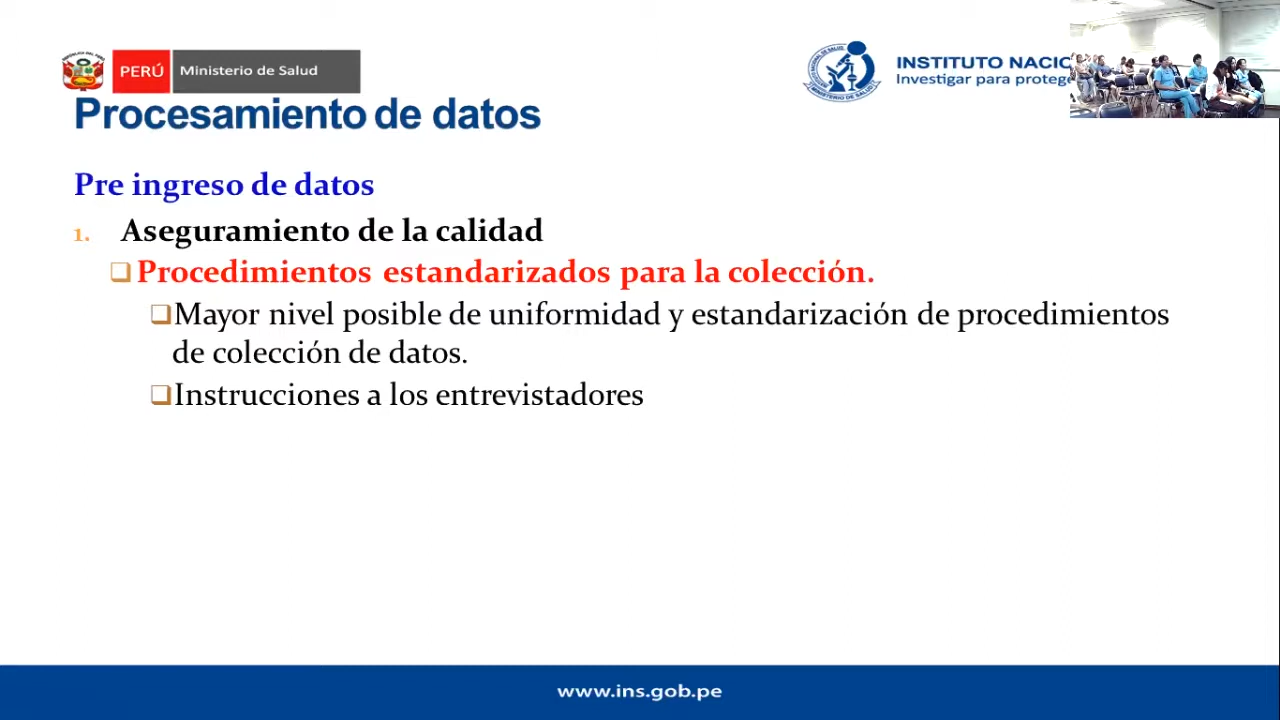 PERÚ Ministerio de Salud
INSTITUTO NACIO
Investigar para protege
Procesamiento de datos
Pre ingreso de datos
1. Aseguramiento de la calidad
Procedimientos estandarizados para la colección.
Mayor nivel posible de uniformidad y estandarización de procedimientos
de colección de datos.
Instrucciones a los entrevistadores
www.ins.gob.pe